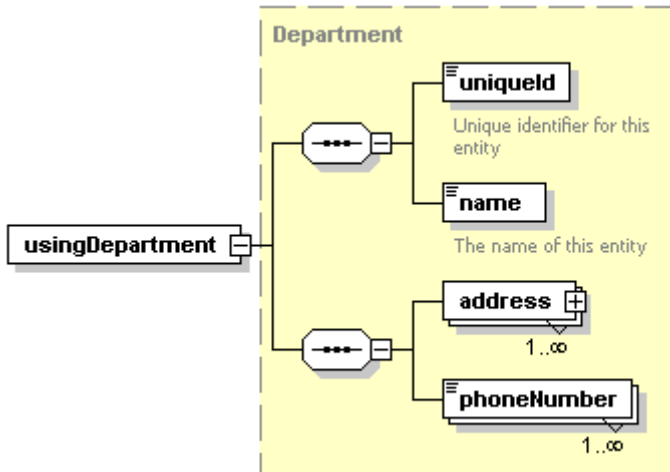 Department
uniqueId
Unique identifier for this
entity
name
The name of this entity
usingDepartment
address
1..∞
phoneNumber
1..∞